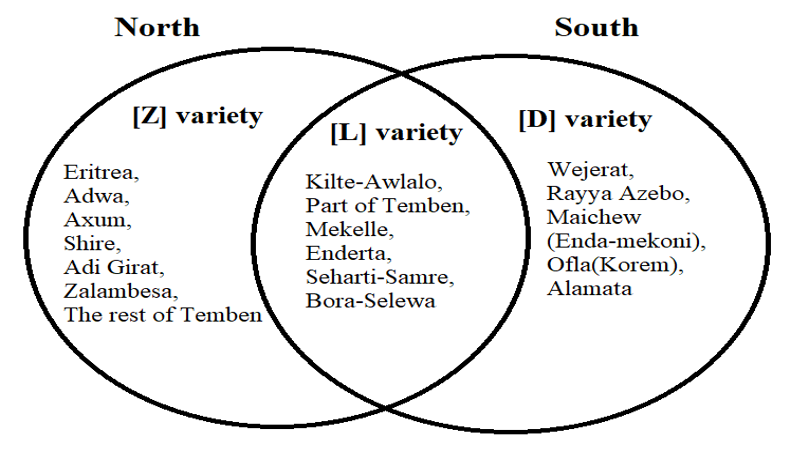 North
South
[Z] variety
Eritrea,
Adwa,
Axum,
Shire,
Adi Girat,
Zalambesa,
The rest of Temben
[L] variety
Kilte-Awlalo,
Part of Temben,
Mekelle,
Enderta,
Seharti-Samre,
Bora-Selewa
[D] variety
Wejerat,
Rayya Azebo,
Maichew
(Enda-mekoni),
Ofla(Korem),
Alamata